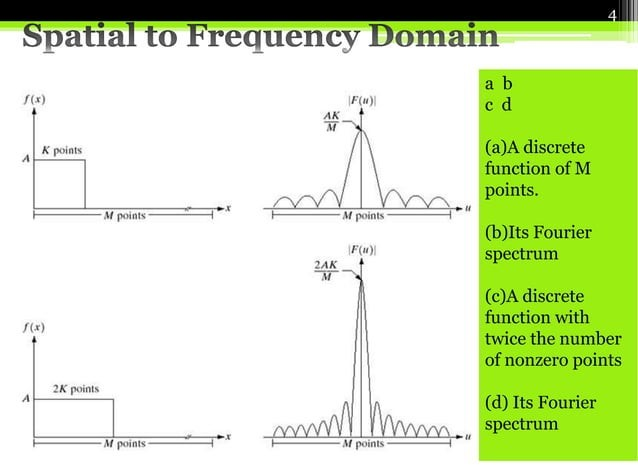 4
Spatial to Frequency Domain
f(x)
A
K points
M points
x
|F(u)|
AK
M
M points
u
f(x)
A
2K points
M points
x
|F(u)|
2AK
M
M points
u
a b
c d
(a)A discrete
function of M
points.
(b)Its Fourier
spectrum
(c)A discrete
function with
twice the number
of nonzero points
(d) Its Fourier
spectrum